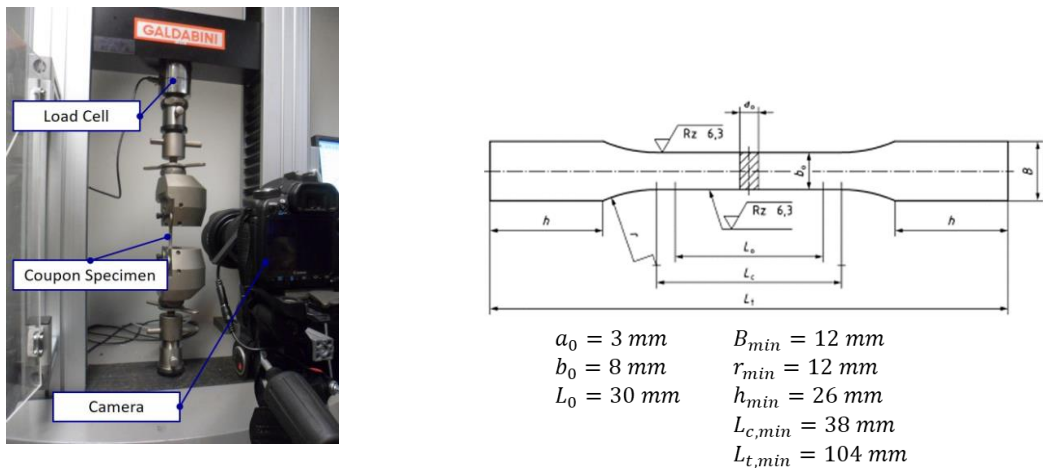 GALDABINI
Load Cell
Coupon Specimen
Camera
a₀
Rz 6,3
b₀
B
Rz 6,3
h
r
L₀
h
L_c
L_t
a₀ = 3 mm
b₀ = 8 mm
L₀ = 30 mm
B_min = 12 mm
r_min = 12 mm
h_min = 26 mm
L_c,min = 38 mm
L_t,min = 104 mm